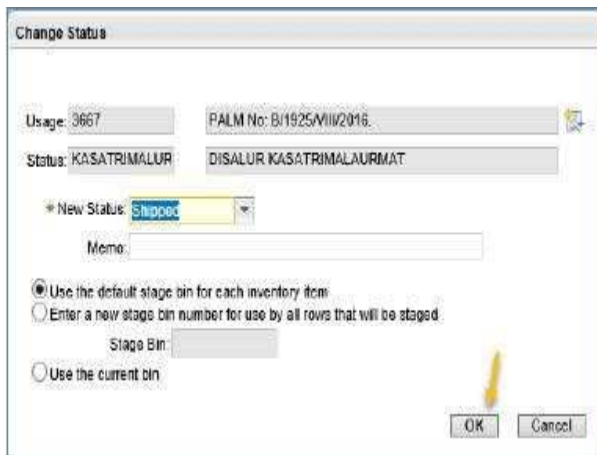 Change Status
Usage: 3667 PALM No: B/1925/VIII/2016.
Status: KASATRIMALUR DISALUR KASATRIMALAURMAT
* New Status: Shipped
Memo:
Use the default stage bin for each inventory item
Enter a new stage bin number for use by all rows that will be staged
Stage Bin:
Use the current bin
OK Cancel